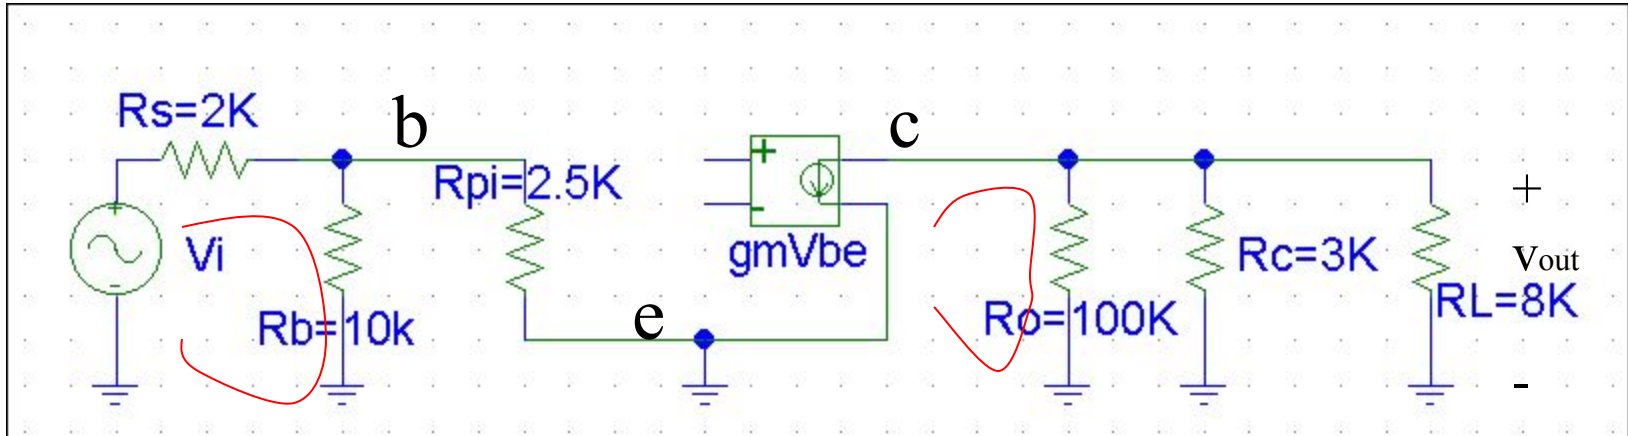 Rs=2K
b
c
Rpi=2.5K
+
-
+
-
+
Vi
gmVbe
Rc=3K
Vout
Rb=10k
e
Ro=100K
RL=8K
-